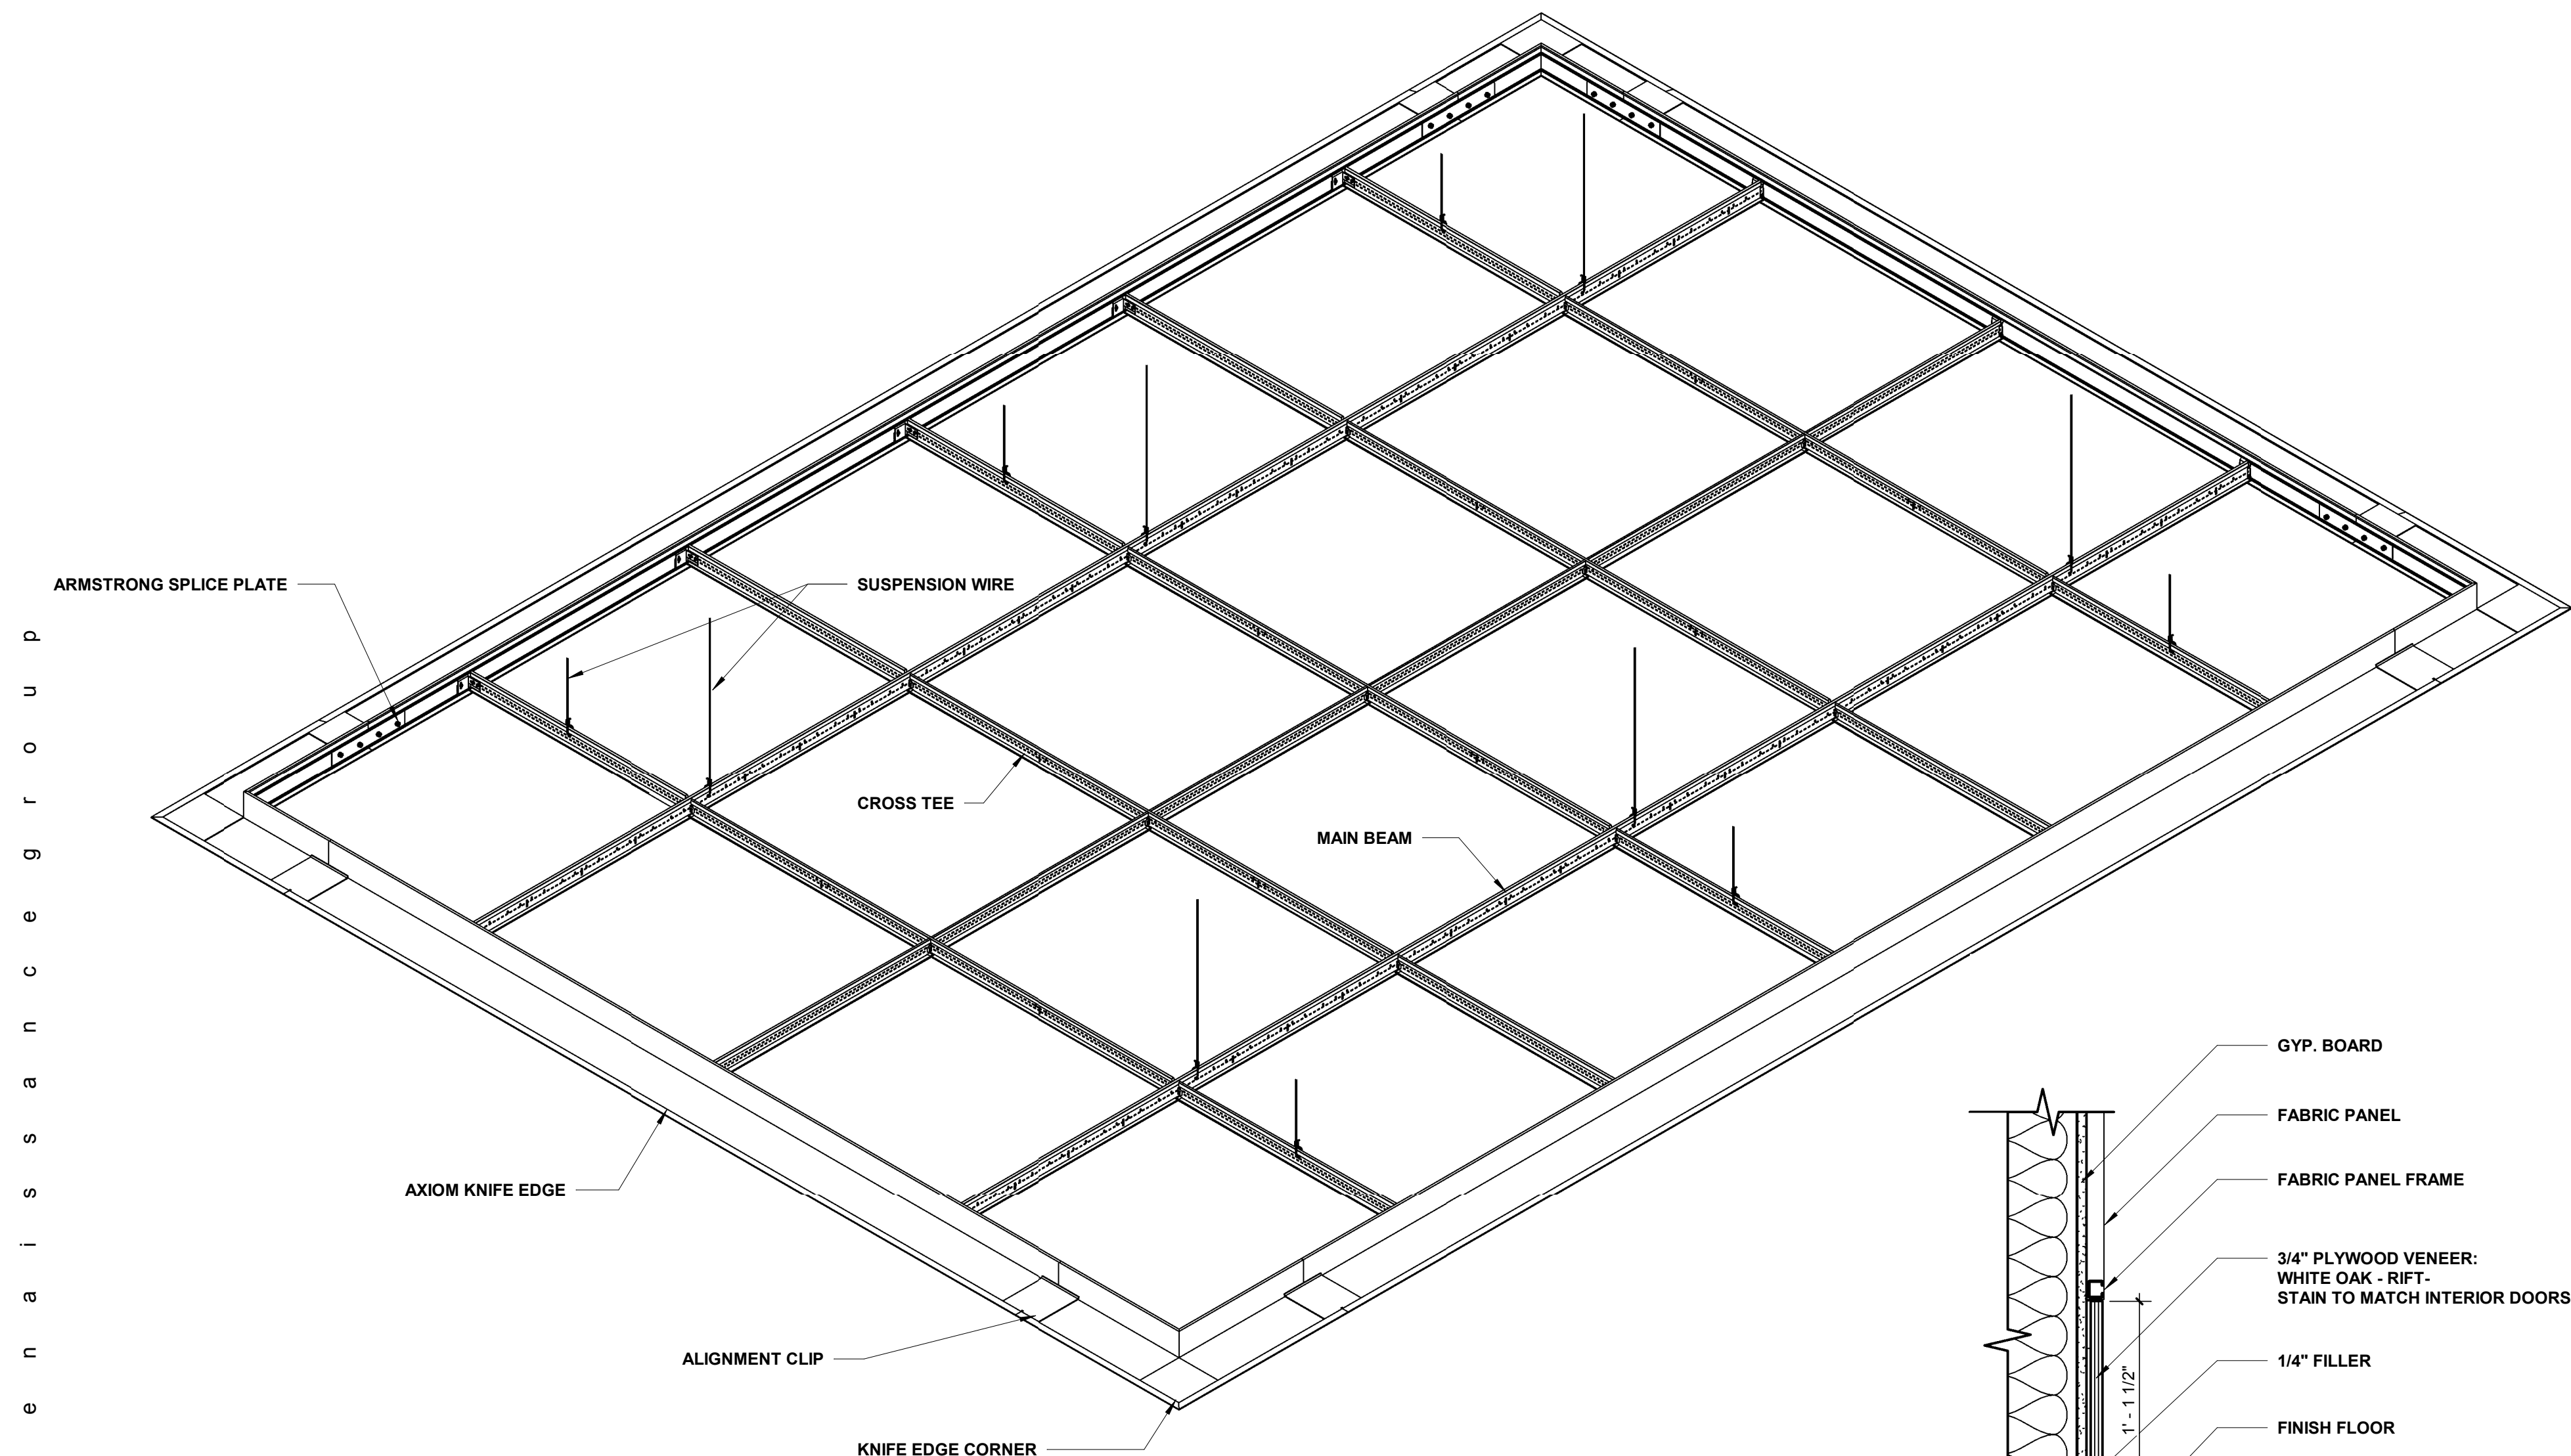 ARMSTRONG SPLICE PLATE
SUSPENSION WIRE
CROSS TEE
MAIN BEAM
AXIOM KNIFE EDGE
ALIGNMENT CLIP
KNIFE EDGE CORNER
GYP. BOARD
FABRIC PANEL
FABRIC PANEL FRAME
3/4" PLYWOOD VENEER:
WHITE OAK - RIFT-
STAIN TO MATCH INTERIOR DOORS
1/4" FILLER
FINISH FLOOR
1' - 1 1/2"
e n a i s s a n c e g r o u p